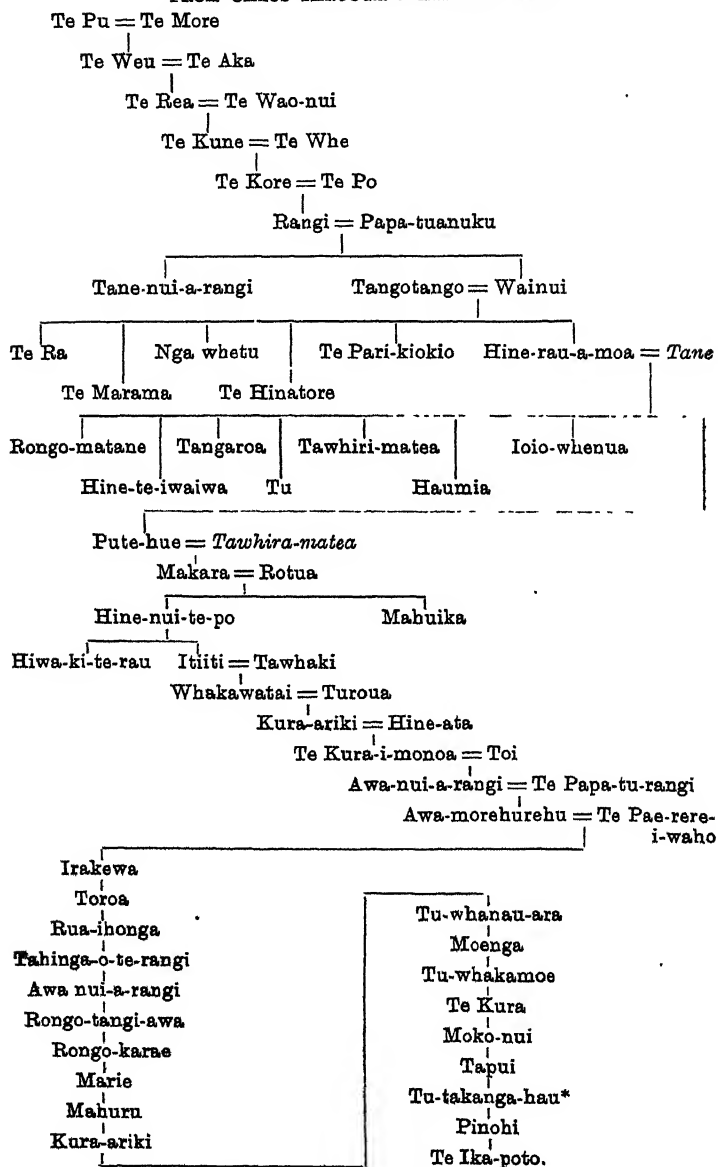 Te Pu = Te More
Te Weu = Te Aka
Te Rea = Te Wao-nui
Te Kune = Te Whe
Te Kore = Te Po
Rangi = Papa-tuanuku
Tane-nui-a-rangi Tangotango = Wainui
Te Ra Nga whetu Te Pari-kiokio Hine-rau-a-moa = Tane
Te Marama Te Hinatore
Rongo-matane Tangaroa Tawhiri-matea Ioio-whenua
Hine-te-iwaiwa Tu Haumia
Pute-hue = Tawhira-matea
Makara = Rotua
Hine-nui-te-po Mahuika
Hiwa-ki-te-rau Itiiti = Tawhaki
Whakawatai = Turoua
Kura-ariki = Hine-ata
Te Kura-i-monoa = Toi
Awa-nui-a-rangi = Te Papa-tu-rangi
Awa-morehurehu = Te Pae-rere-
i-waho
Irakewa
Toroa
Rua-ihonga
Tahinga-o-te-rangi
Awa nui-a-rangi
Rongo-tangi-awa
Rongo-karae
Marie
Mahuru
Kura-ariki
Tu-whanau-ara
Moenga
Tu-whakamoe
Te Kura
Moko-nui
Tapui
Tu-takanga-hau*
Pinohi
Te Ika-poto.